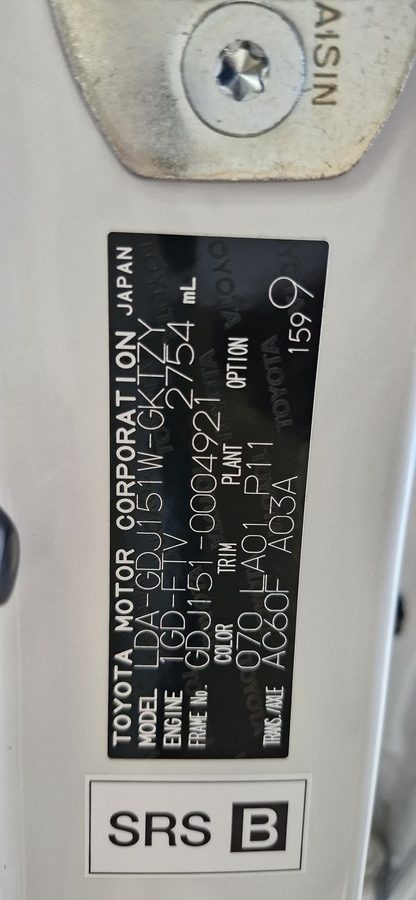 AISIN
TOYOTA MOTOR CORPORATION JAPAN
MODEL LDA-GDJ151W-GKTZY
ENGINE 1GD-FTV 2754 mL
FRAME No. GDJ151-0004921
COLOR TRIM PLANT OPTION
070 LA01 P11
TRANS./AXLE AC60F A03A 1599
SRS B